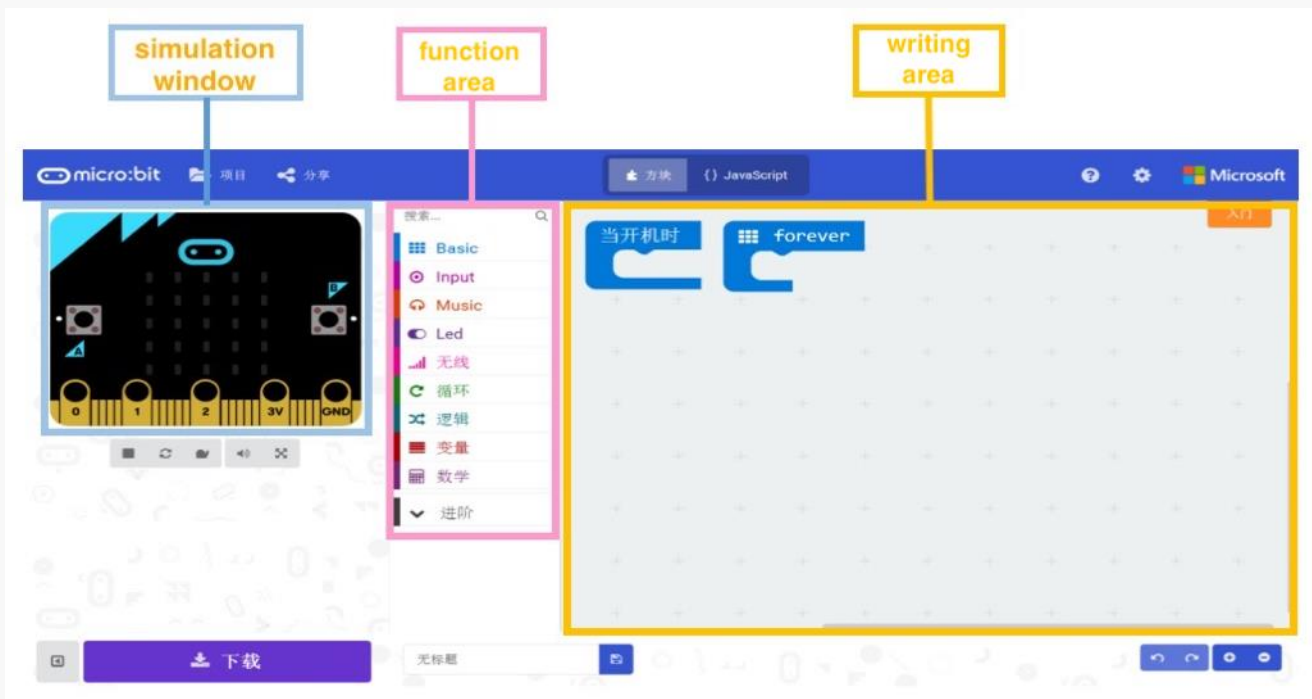 simulation
window
function
area
writing
area
micro:bit
项目
分享
方块
{} JavaScript
Microsoft
入门
搜索...
Basic
Input
Music
Led
无线
循环
逻辑
变量
数学
进阶
当开机时
forever
B
A
0
1
2
3V
GND
下载
无标题